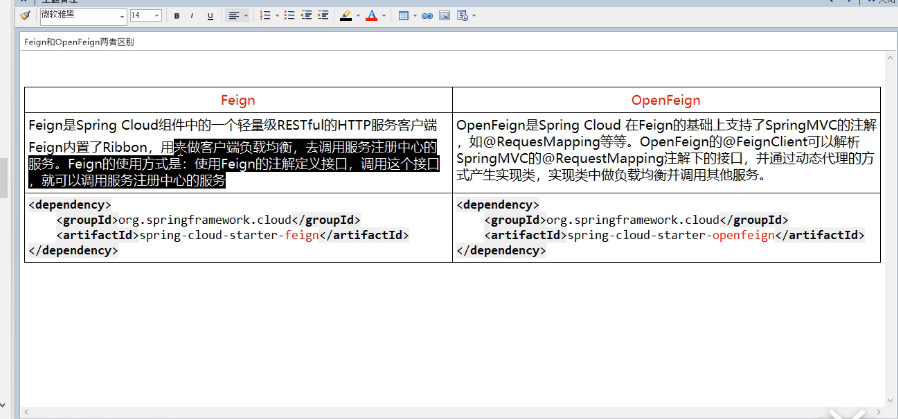 微软雅黑
14
B
I
U
A
Feign和OpenFeign两者区别
Feign
OpenFeign
Feign是Spring Cloud组件中的一个轻量级RESTful的HTTP服务客户端
Feign内置了Ribbon，用来做客户端负载均衡，去调用服务注册中心的
服务。Feign的使用方式是：使用Feign的注解定义接口，调用这个接口
，就可以调用服务注册中心的服务
OpenFeign是Spring Cloud 在Feign的基础上支持了SpringMVC的注解
，如@RequesMapping等等。OpenFeign的@FeignClient可以解析
SpringMVC的@RequestMapping注解下的接口，并通过动态代理的方
式产生实现类，实现类中做负载均衡并调用其他服务。
<dependency>
<groupId>org.springframework.cloud</groupId>
<artifactId>spring-cloud-starter-feign</artifactId>
</dependency>
<dependency>
<groupId>org.springframework.cloud</groupId>
<artifactId>spring-cloud-starter-openfeign</artifactId>
</dependency>